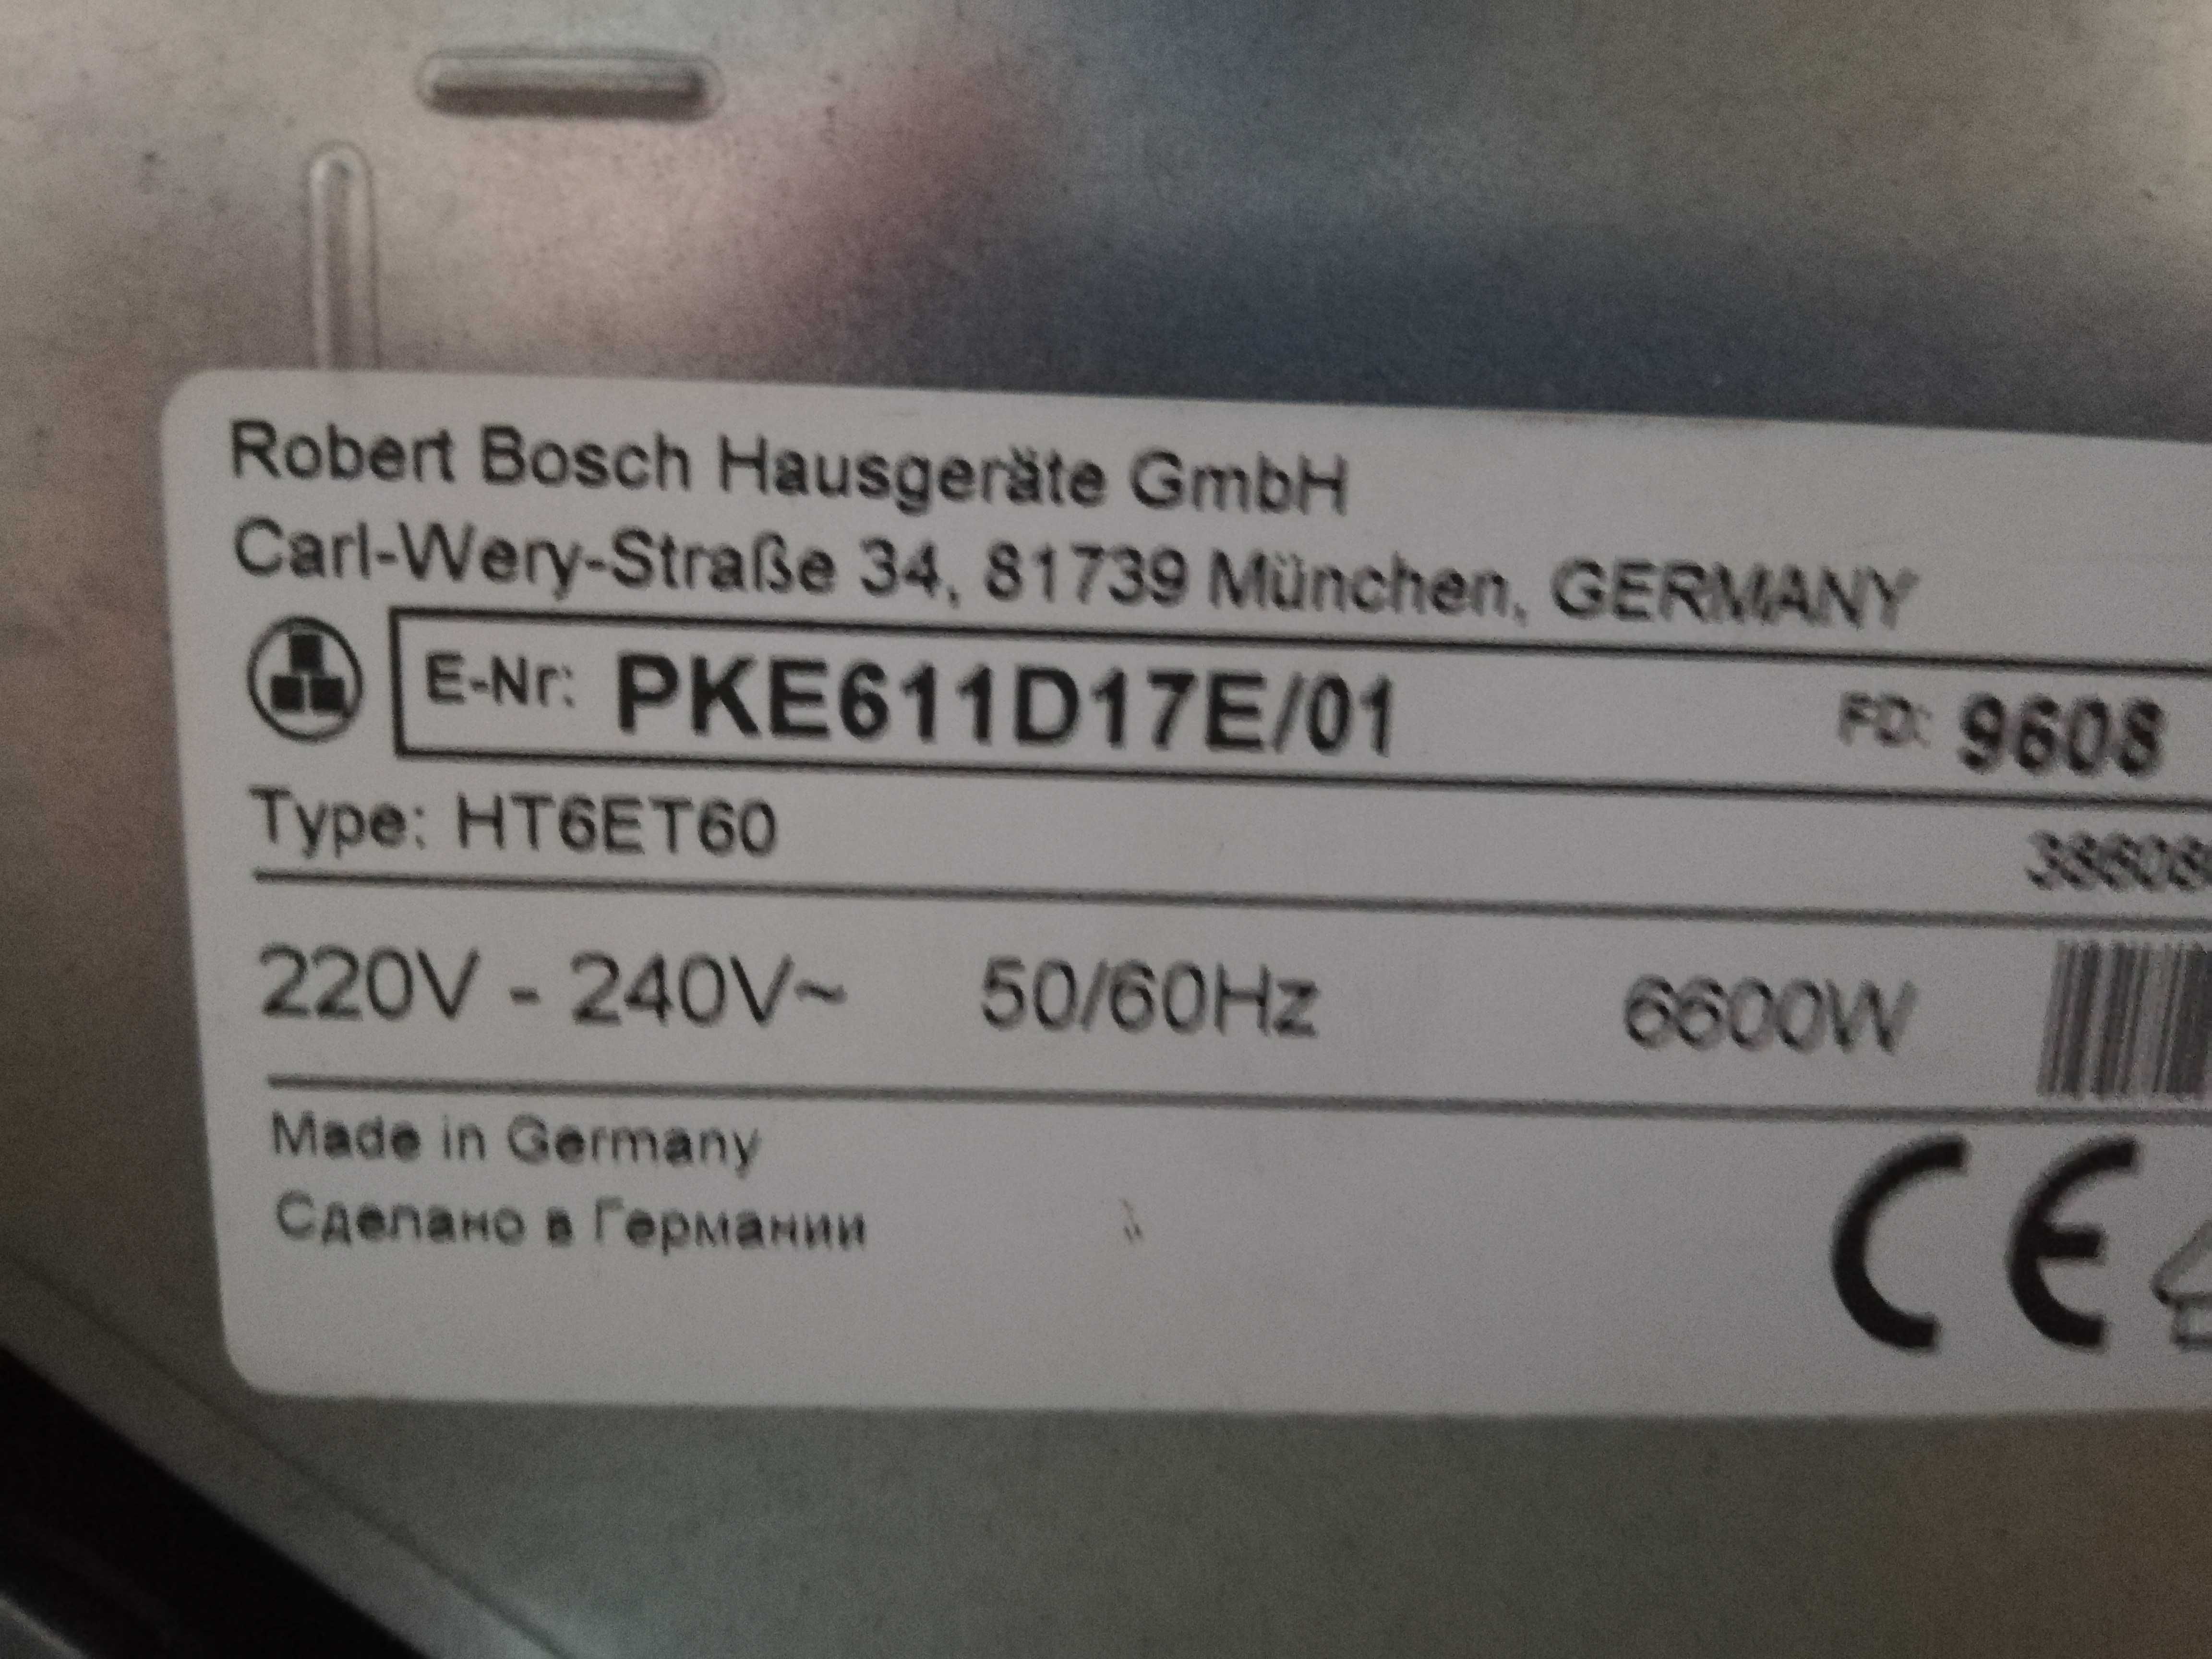 Robert Bosch Hausgeräte GmbH
Carl-Wery-Straße 34, 81739 München, GERMANY
E-Nr: PKE611D17E/01 FD: 9608
Type: HT6ET60
220V - 240V~ 50/60Hz 6600W
Made in Germany
Сделано в Германии
CE